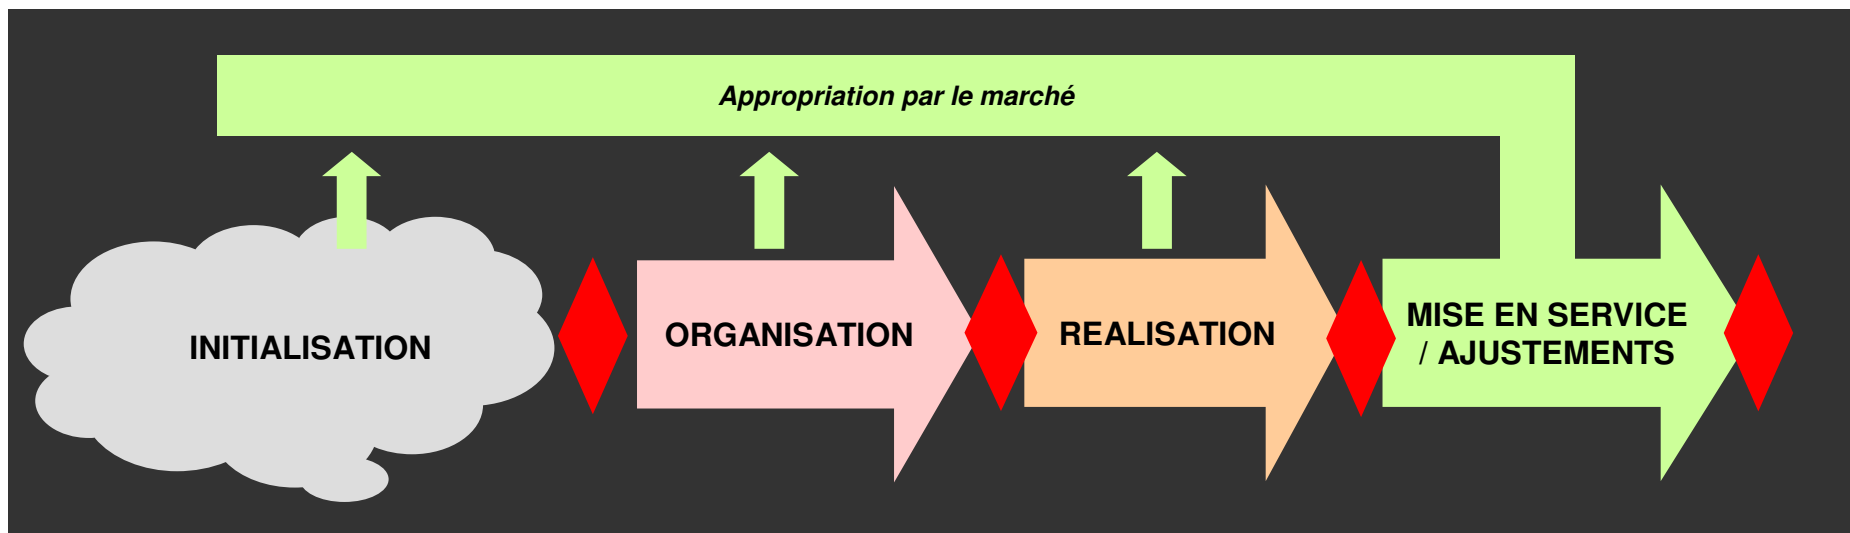 Appropriation par le marché
INITIALISATION
ORGANISATION
REALISATION
MISE EN SERVICE
/ AJUSTEMENTS